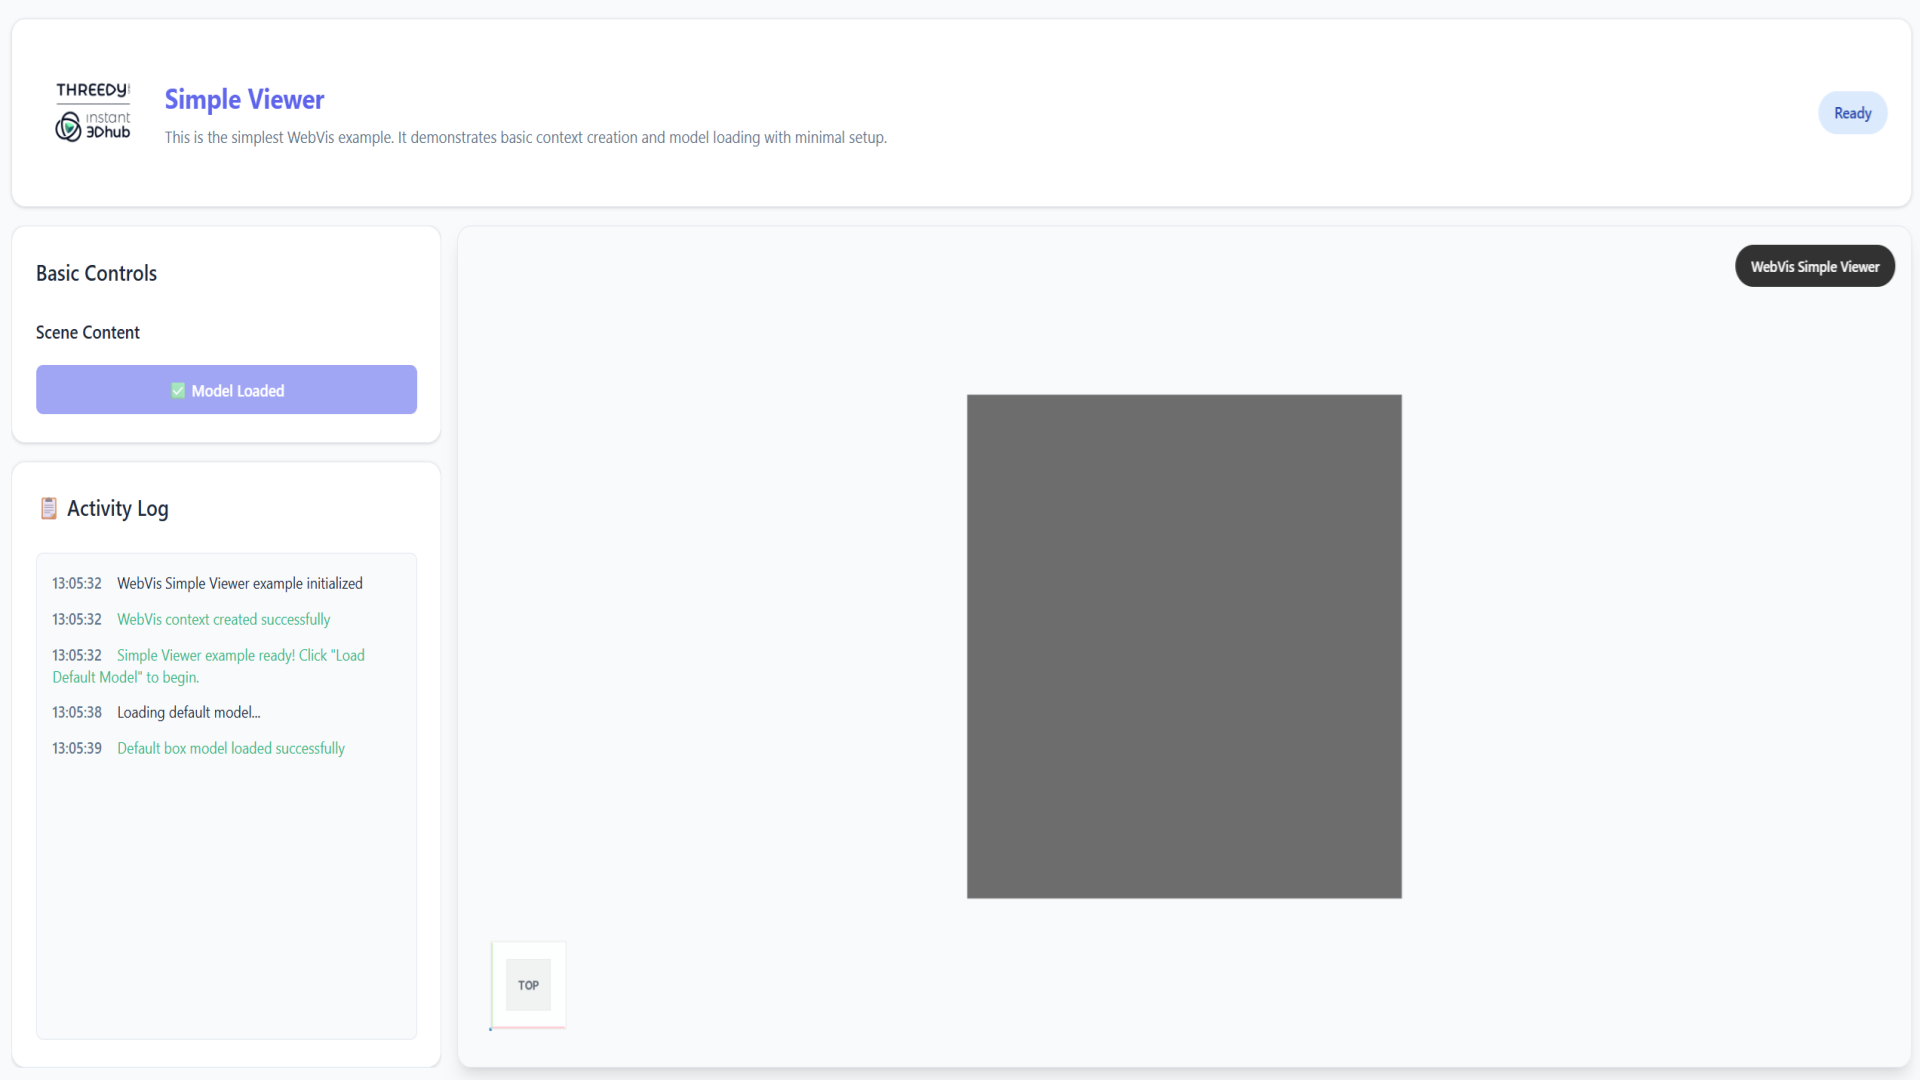 THREEDY!
instant
3Dhub
Simple Viewer
This is the simplest WebVis example. It demonstrates basic context creation and model loading with minimal setup.
Ready
Basic Controls
Scene Content
✅ Model Loaded
📋 Activity Log
13:05:32 WebVis Simple Viewer example initialized
13:05:32 WebVis context created successfully
13:05:32 Simple Viewer example ready! Click "Load
Default Model" to begin.
13:05:38 Loading default model...
13:05:39 Default box model loaded successfully
WebVis Simple Viewer
TOP